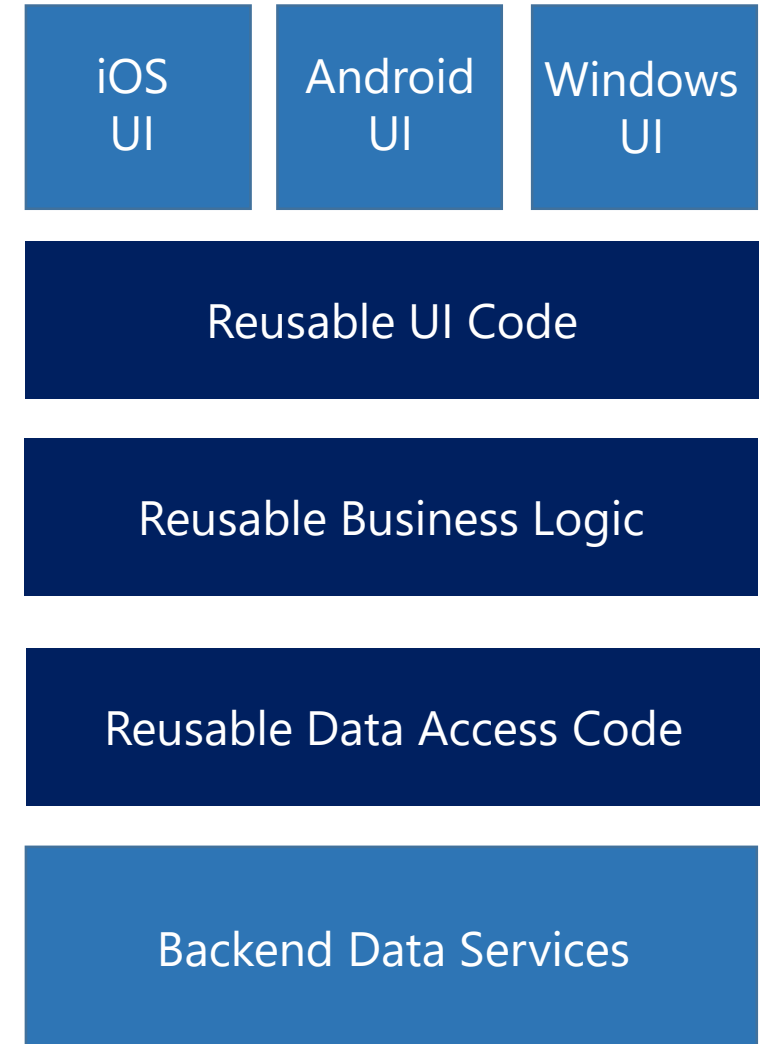 iOS
UI
Android
UI
Windows
UI
Reusable UI Code
Reusable Business Logic
Reusable Data Access Code
Backend Data Services